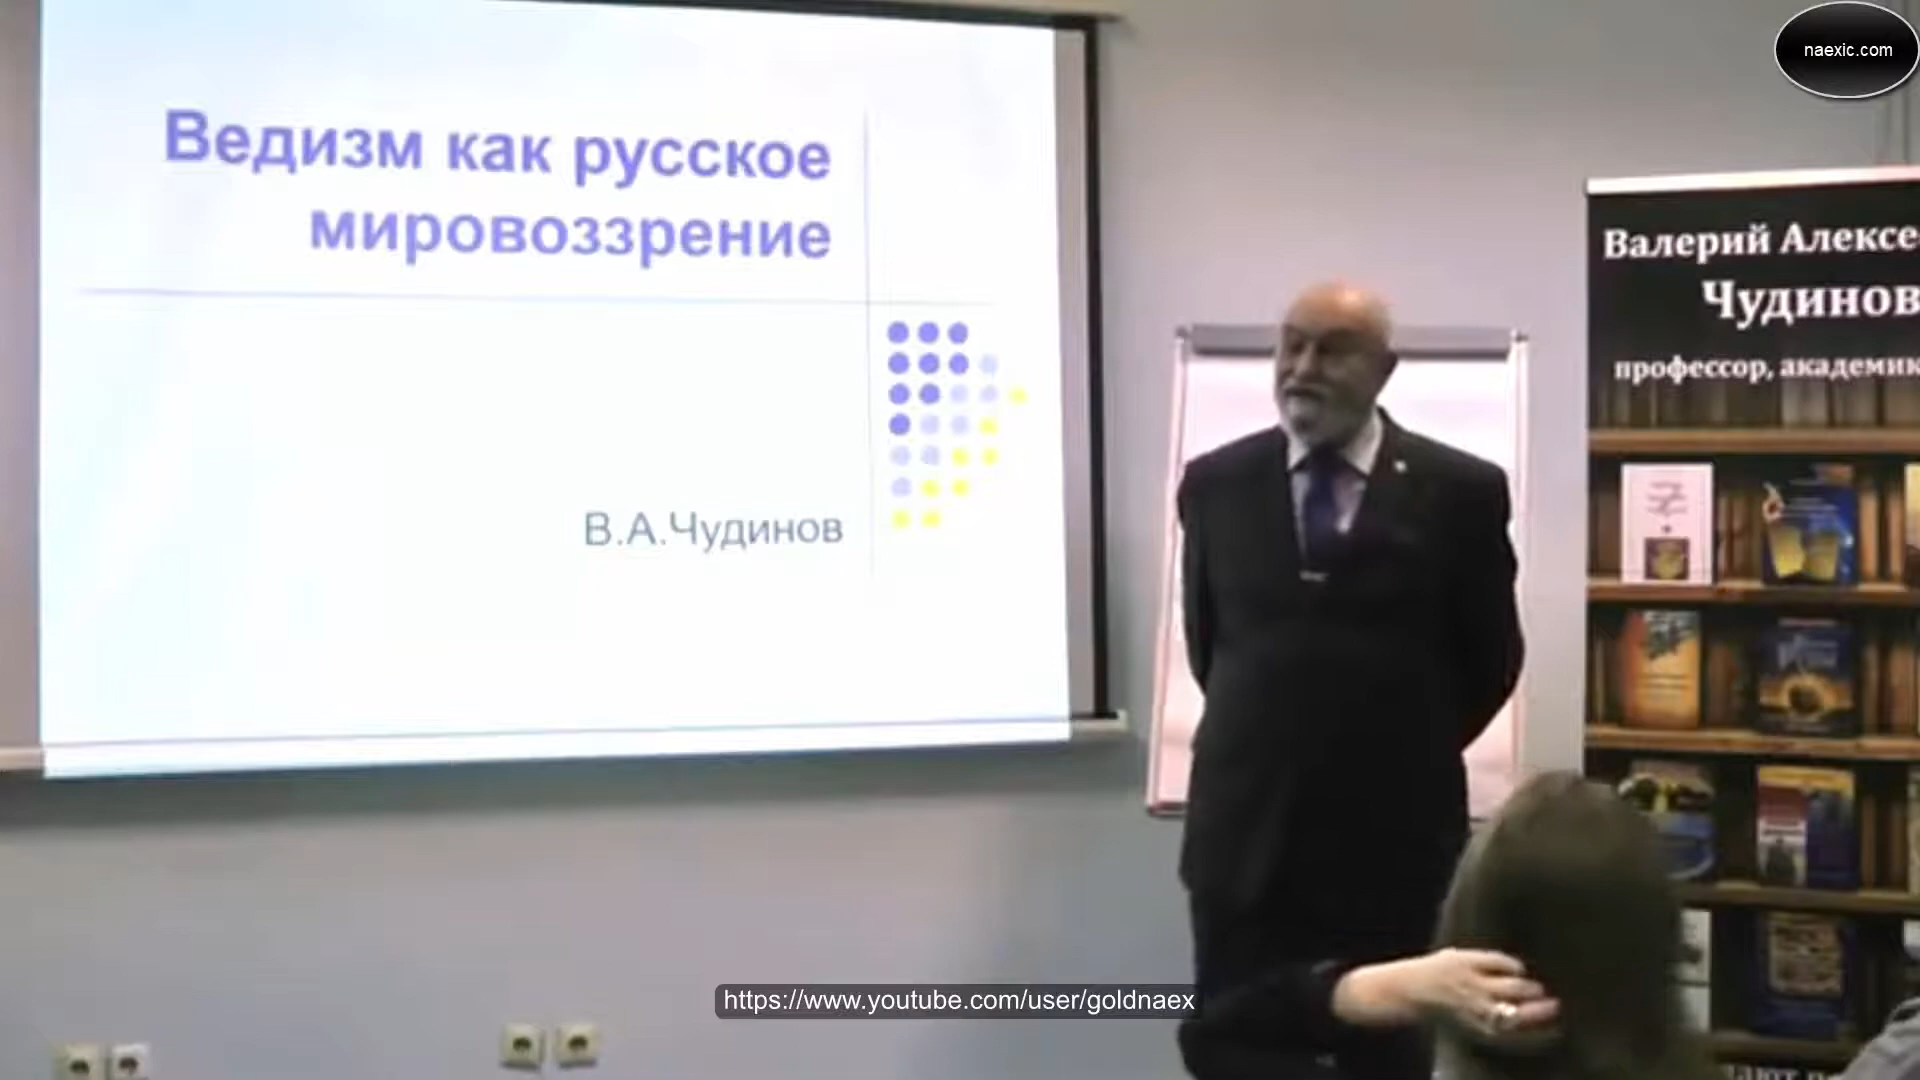 Ведизм как русское
мировоззрение
В.А.Чудинов
naexic.com
Валерий Алексе
Чудинов
профессор, академик
https://www.youtube.com/user/goldnaex